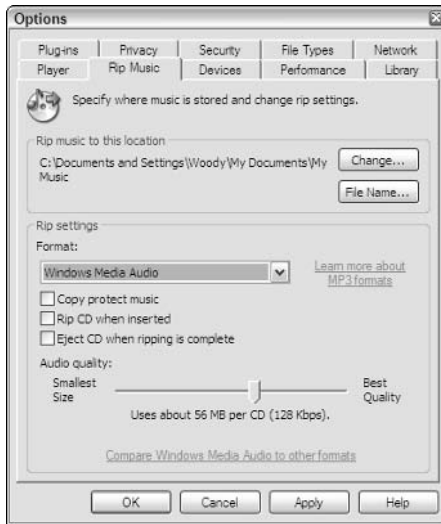 Options
Plug-ins Privacy Security File Types Network
Player Rip Music Devices Performance Library
Specify where music is stored and change rip settings.
Rip music to this location
C:\Documents and Settings\Woody\My Documents\My
Music
Change...
File Name...
Rip settings
Format:
Windows Media Audio
Learn more about
MP3 formats
Copy protect music
Rip CD when inserted
Eject CD when ripping is complete
Audio quality:
Smallest
Size
Best
Quality
Uses about 56 MB per CD (128 Kbps).
Compare Windows Media Audio to other formats
OK Cancel Apply Help